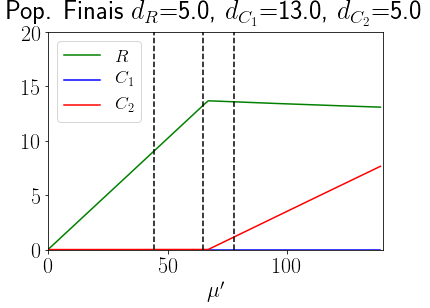 Pop. Finais $d_R$=5.0, $d_{C_1}$=13.0, $d_{C_2}$=5.0
20
15
10
5
0
R
$C_1$
$C_2$
0 50 100
μ'